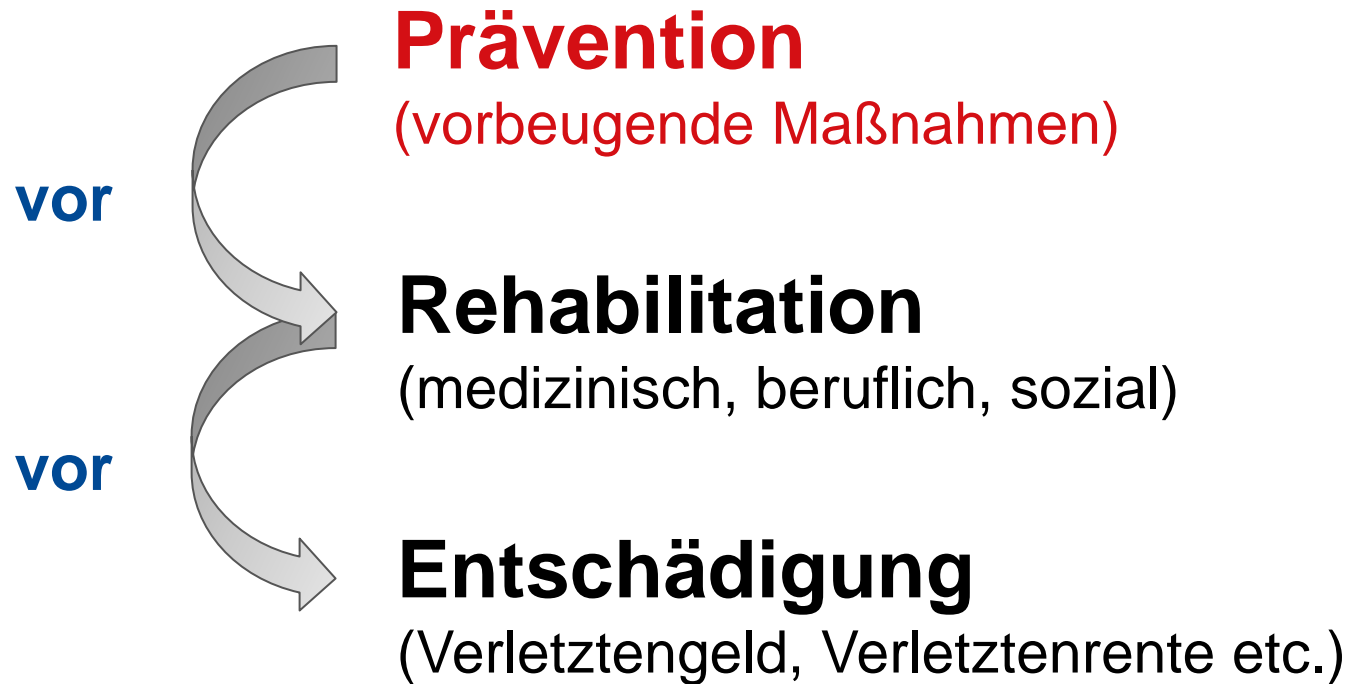 Prävention
(vorbeugende Maßnahmen)
vor
Rehabilitation
(medizinisch, beruflich, sozial)
vor
Entschädigung
(Verletztengeld, Verletztenrente etc.)